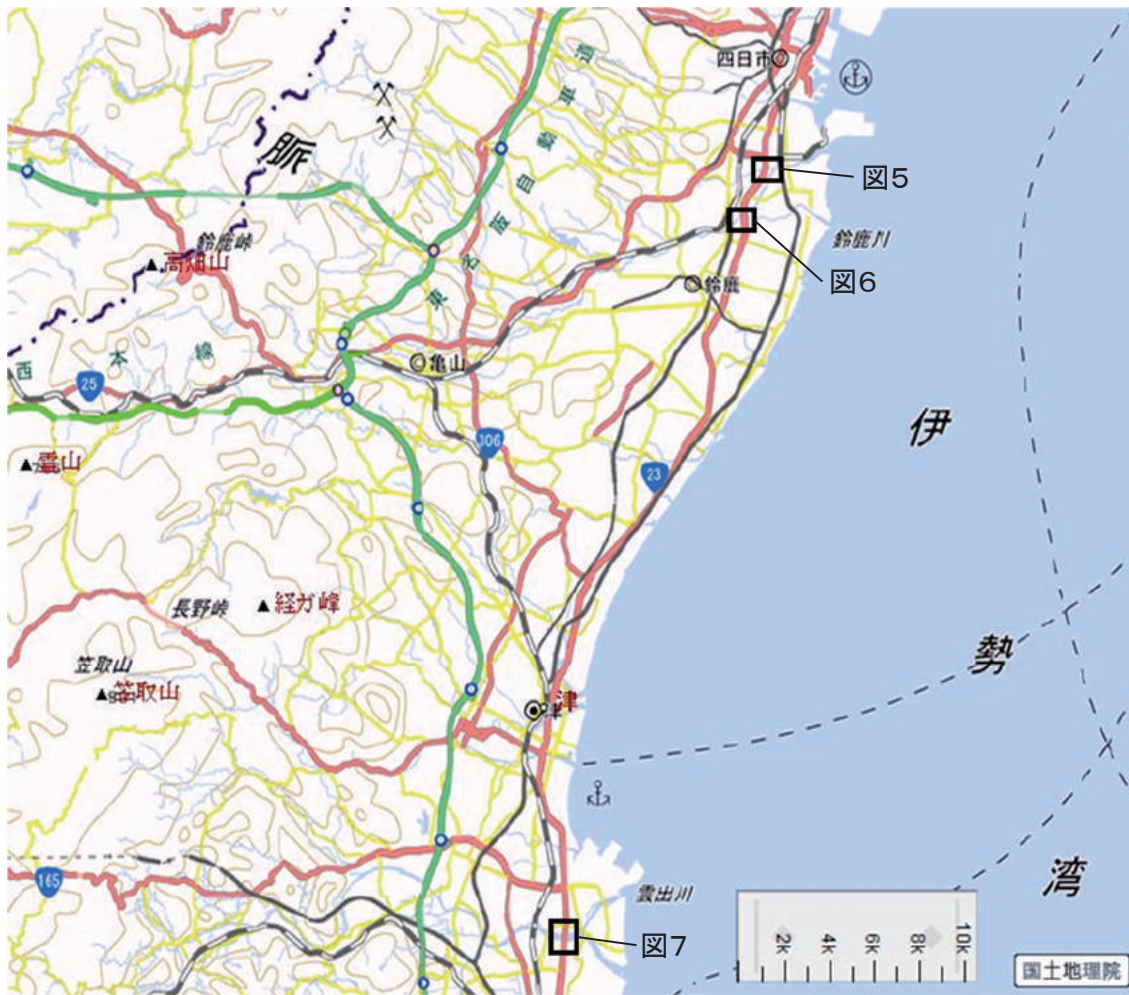 四日市
東名阪自動車道
脈
図5
鈴鹿峠
高畑山
鈴鹿川
図6
鈴鹿
西本線
亀山
25
伊
306
霊山
23
長野峠
経ガ峰
勢
笠取山
笠取山
津
津
湾
165
雲出川
図7
2k
4k
6k
8k
10k
国土地理院